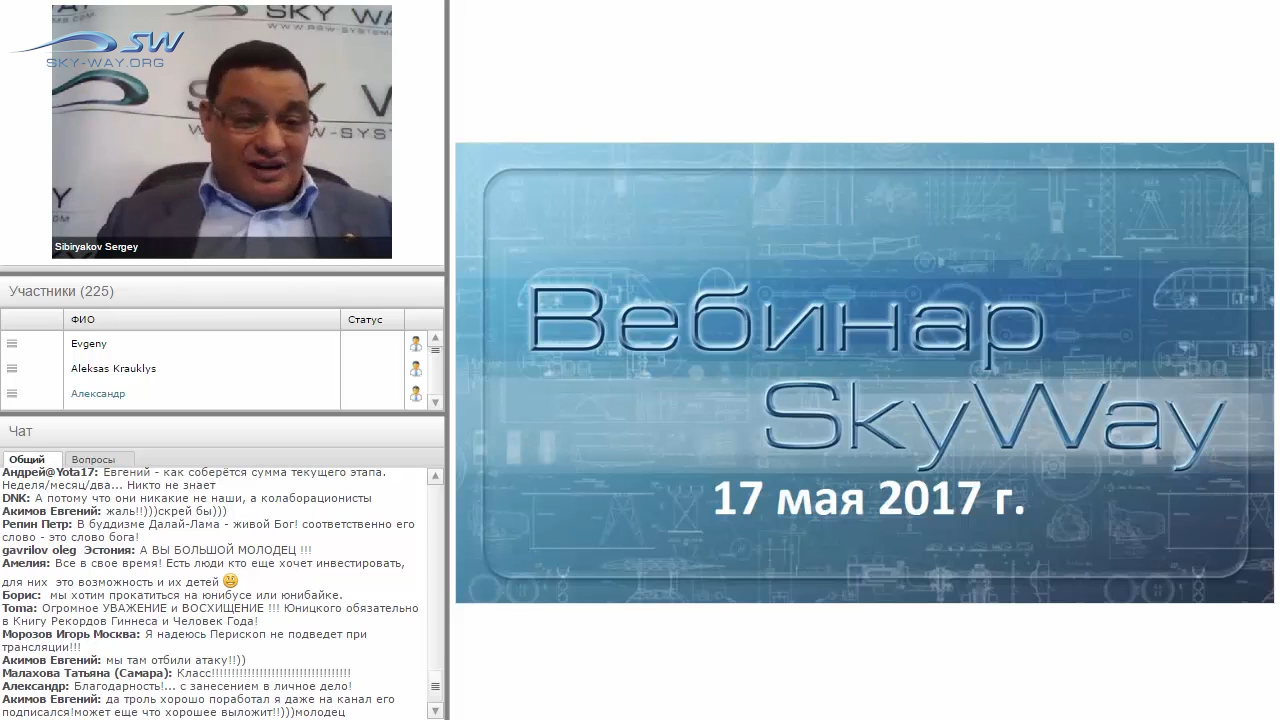 SKY WAY
WWW.RSW-SYSTEMS
SW
SKY-WAY.ORG
Sibiryakov Sergey
Участники (225)
ФИО
Статус
Evgeny
Aleksas Krauklys
Александр
Чат
Общий
Вопросы
Андрей@Yota17: Евгений - как соберётся сумма текущего этапа.
Неделя/месяц/два... Никто не знает
DNK: А потому что они никакие не наши, а колаборационисты
Акимов Евгений: жаль!!)))скрей бы)))
Репин Петр: В буддизме Далай-Лама - живой Бог! соответственно его
слово - это слово бога!
gavrilov oleg Эстония: А ВЫ БОЛЬШОЙ МОЛОДЕЦ !!!
Амелия: Все в свое время! Есть люди кто еще хочет инвестировать,
для них это возможность и их детей
Борис: мы хотим прокатиться на юнибусе или юнибайке.
Toma: Огромное УВАЖЕНИЕ и ВОСХИЩЕНИЕ !!! Юницкого обязательно
в Книгу Рекордов Гиннеса и Человек Года!
Морозов Игорь Москва: Я надеюсь Перископ не подведет при
трансляции!!!
Акимов Евгений: мы там отбили атаку!!))
Малахова Татьяна (Самара): Класс!!!!!!!!!!!!!!!!!!!!!!!!!!!!!!!!!!
Александр: Благодарность!... с занесением в личное дело!
Акимов Евгений: да троль хорошо поработал я даже на канал его
подписался!может еще что хорошее выложит!!)))молодец
Вебинар
SkyWay
17 мая 2017 г.